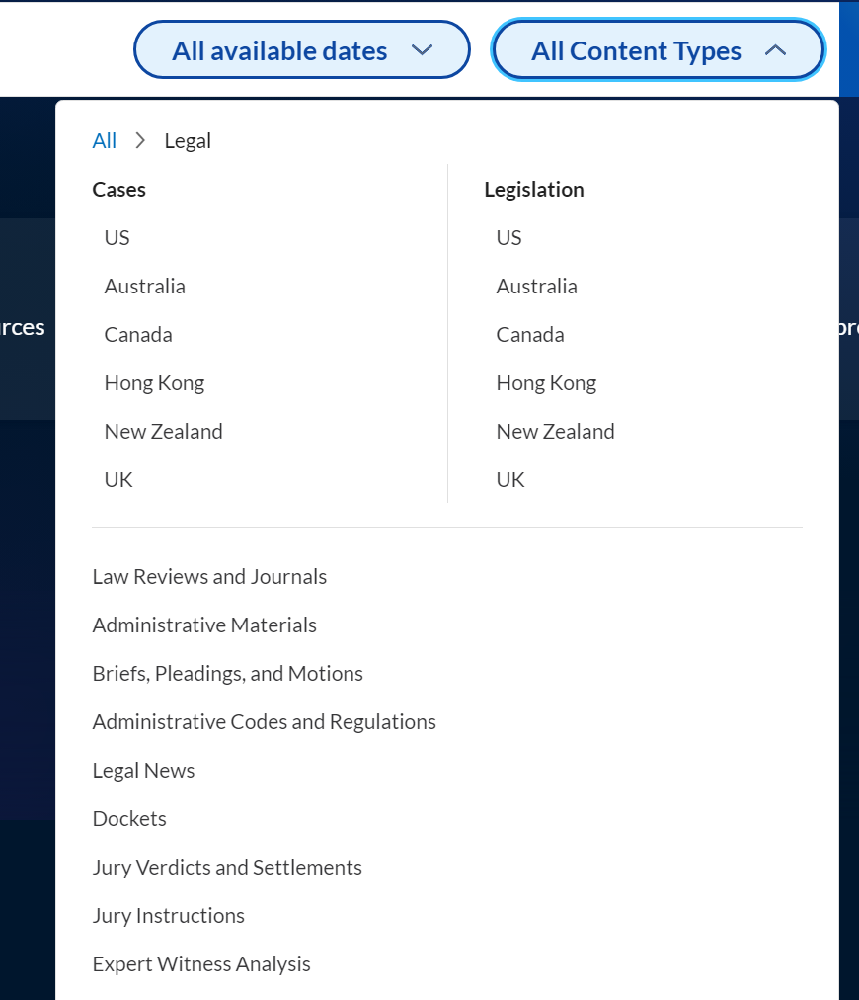 All available dates
All Content Types
All > Legal
Cases
US
Australia
Canada
Hong Kong
New Zealand
UK
Legislation
US
Australia
Canada
Hong Kong
New Zealand
UK
Law Reviews and Journals
Administrative Materials
Briefs, Pleadings, and Motions
Administrative Codes and Regulations
Legal News
Dockets
Jury Verdicts and Settlements
Jury Instructions
Expert Witness Analysis